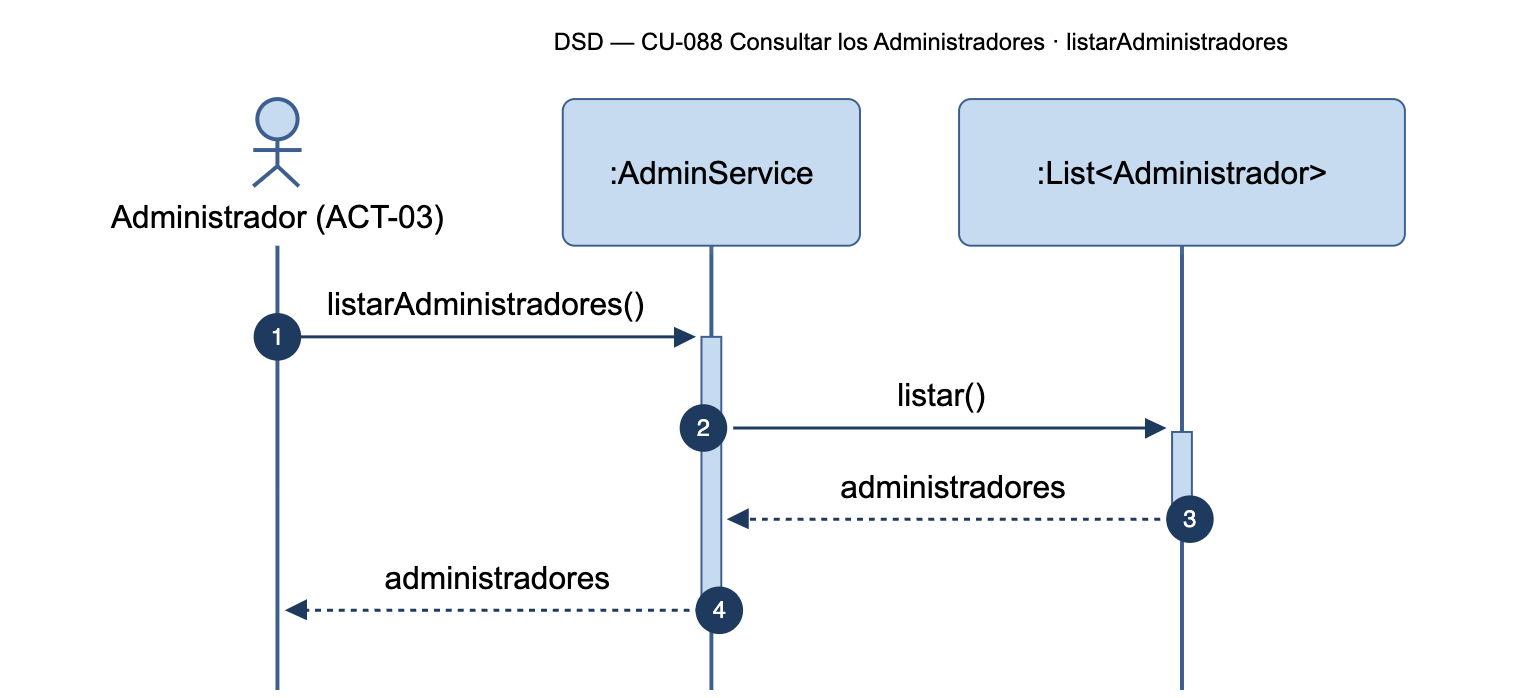 DSD — CU-088 Consultar los Administradores · listarAdministradores
Administrador (ACT-03)
:AdminService
:List<Administrador>
listarAdministradores()
1
listar()
2
administradores
3
administradores
4